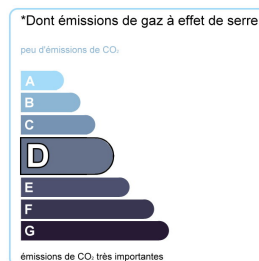 *Dont émissions de gaz à effet de serre
peu d'émissions de CO₂
A
B
C
D
E
F
G
émissions de CO₂ très importantes